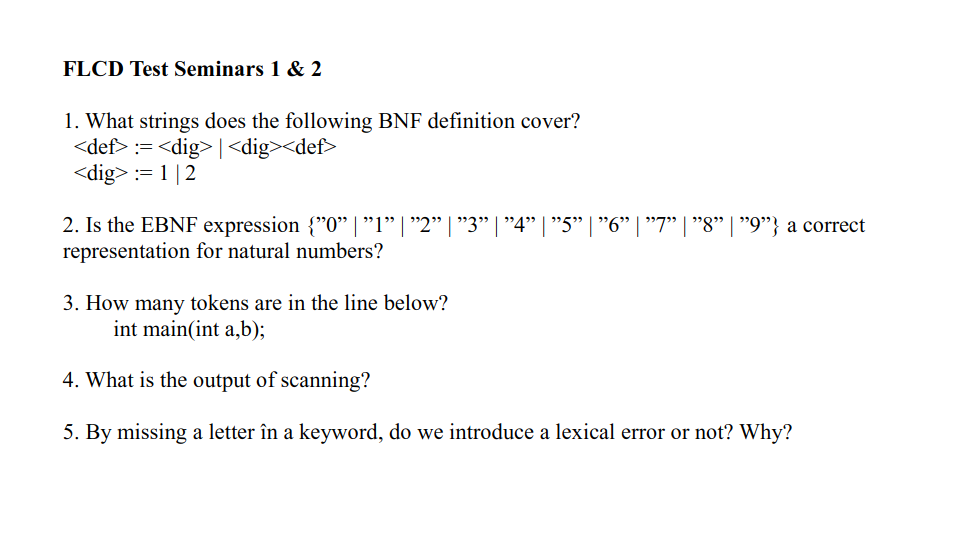 FLCD Test Seminars 1 & 2
1. What strings does the following BNF definition cover?
<def> := <dig> | <dig><def>
<dig> := 1 | 2
2. Is the EBNF expression {”0” | ”1” | ”2” | ”3” | ”4” | ”5” | ”6” | ”7” | ”8” | ”9”} a correct
representation for natural numbers?
3. How many tokens are in the line below?
int main(int a,b);
4. What is the output of scanning?
5. By missing a letter în a keyword, do we introduce a lexical error or not? Why?